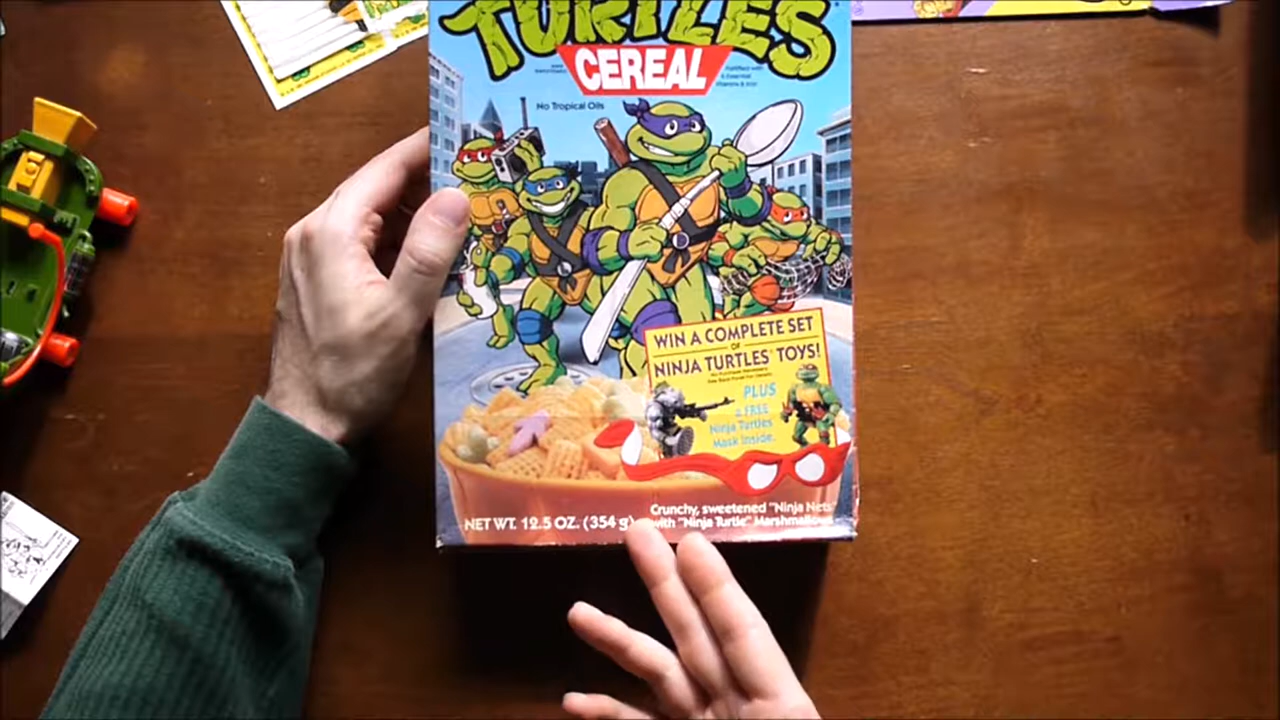 TURTLES
CEREAL
No Tropical Oils
WIN A COMPLETE SET
OF
NINJA TURTLES TOYS!
PLUS
a FREE
Ninja Turtles
Mask Inside.
NET WT. 12.5 OZ. (354 g)
Crunchy, sweetened "Ninja Nets"
with "Ninja Turtle" Marshmallows